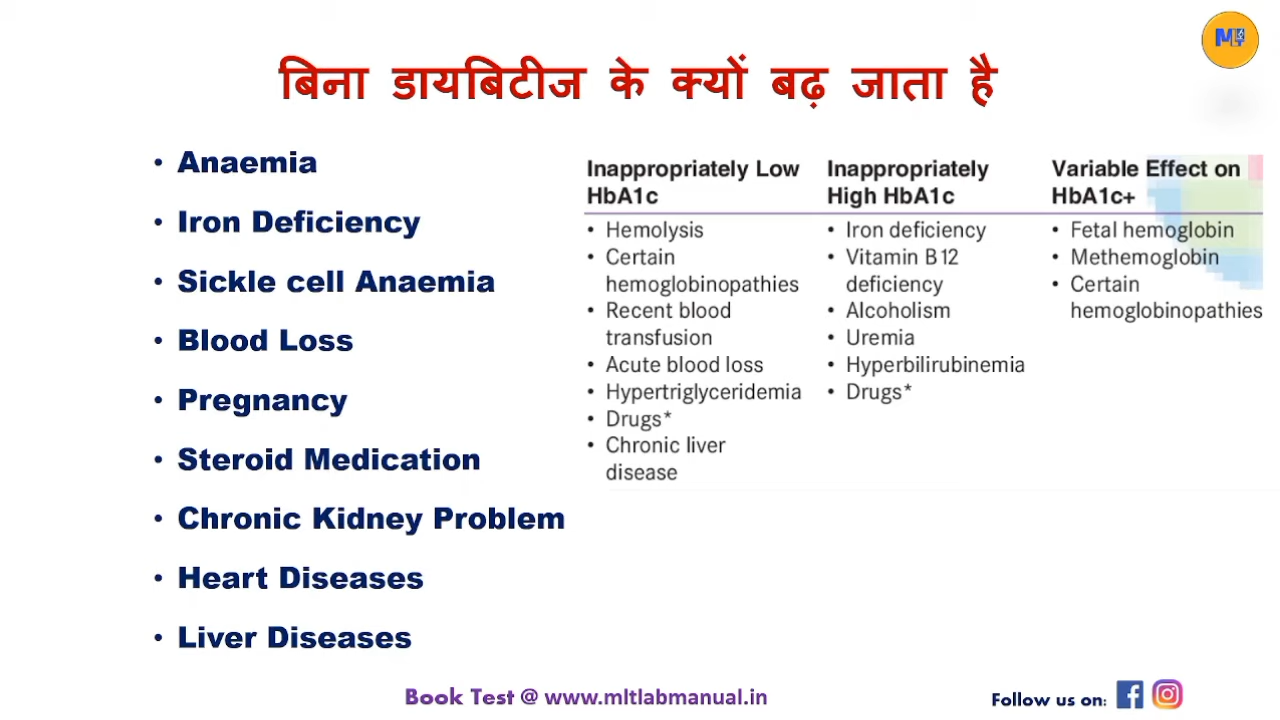 बिना डायबिटीज के क्यों बढ़ जाता है
• Anaemia
• Iron Deficiency
• Sickle cell Anaemia
• Blood Loss
• Pregnancy
• Steroid Medication
• Chronic Kidney Problem
• Heart Diseases
• Liver Diseases
Inappropriately Low
HbA1c
• Hemolysis
• Certain
hemoglobinopathies
• Recent blood
transfusion
• Acute blood loss
• Hypertriglyceridemia
• Drugs*
• Chronic liver
disease
Inappropriately
High HbA1c
• Iron deficiency
• Vitamin B12
deficiency
• Alcoholism
• Uremia
• Hyperbilirubinemia
• Drugs*
Variable Effect on
HbA1c+
• Fetal hemoglobin
• Methemoglobin
• Certain
hemoglobinopathies
Book Test @ www.mltlabmanual.in
Follow us on: